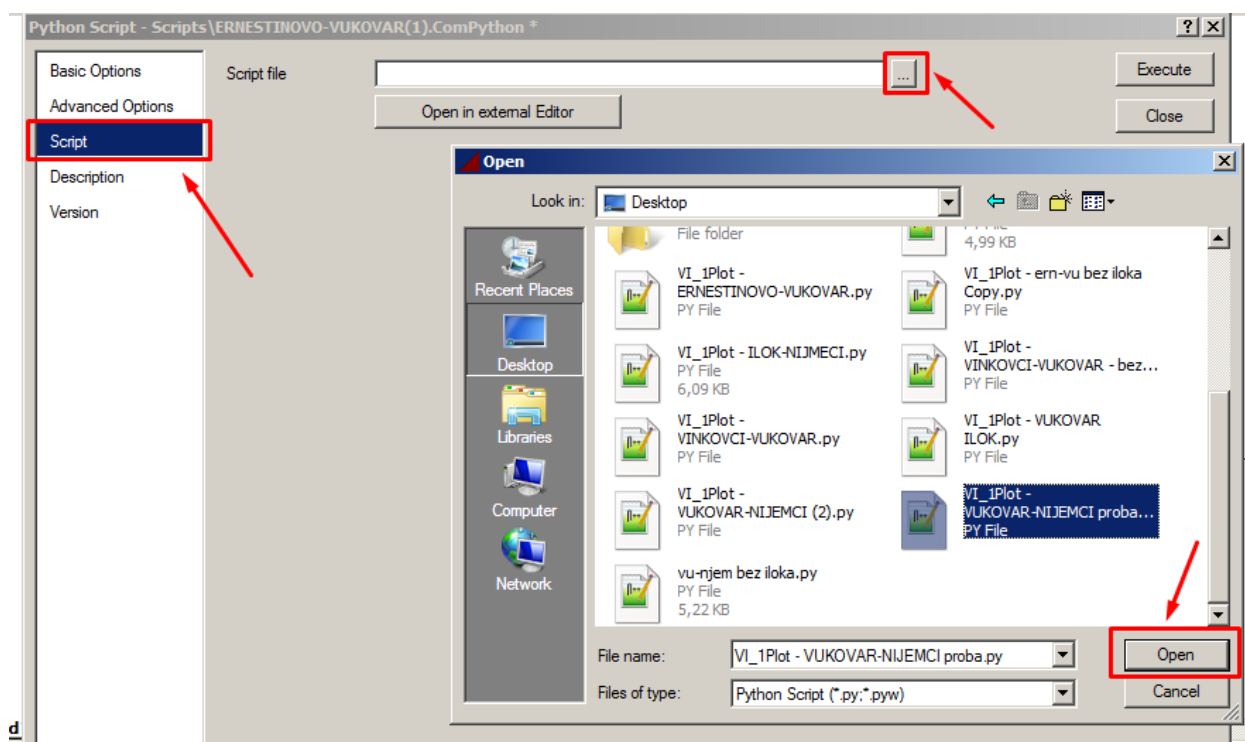 Python Script - Scripts\ERNESTINOVO-VUKOVAR(1).ComPython *
Basic Options
Advanced Options
Script
Description
Version
Script file
...
Execute
Open in external Editor
Close
Open
Look in:
Desktop
Recent Places
Desktop
Libraries
Computer
Network
File folder
4,99 KB
VI_1Plot -
ERNESTINOVO-VUKOVAR.py
PY File
VI_1Plot - ern-vu bez iloka
Copy.py
PY File
VI_1Plot - ILOK-NIJMECI.py
PY File
6,09 KB
VI_1Plot -
VINKOVCI-VUKOVAR - bez...
PY File
VI_1Plot -
VINKOVCI-VUKOVAR.py
PY File
VI_1Plot - VUKOVAR
ILOK.py
PY File
VI_1Plot -
VUKOVAR-NIJEMCI (2).py
PY File
VI_1Plot -
VUKOVAR-NIJEMCI proba...
PY File
vu-njem bez iloka.py
PY File
5,22 KB
File name:
VI_1Plot - VUKOVAR-NIJEMCI proba.py
Open
Files of type:
Python Script (*.py;*.pyw)
Cancel
d